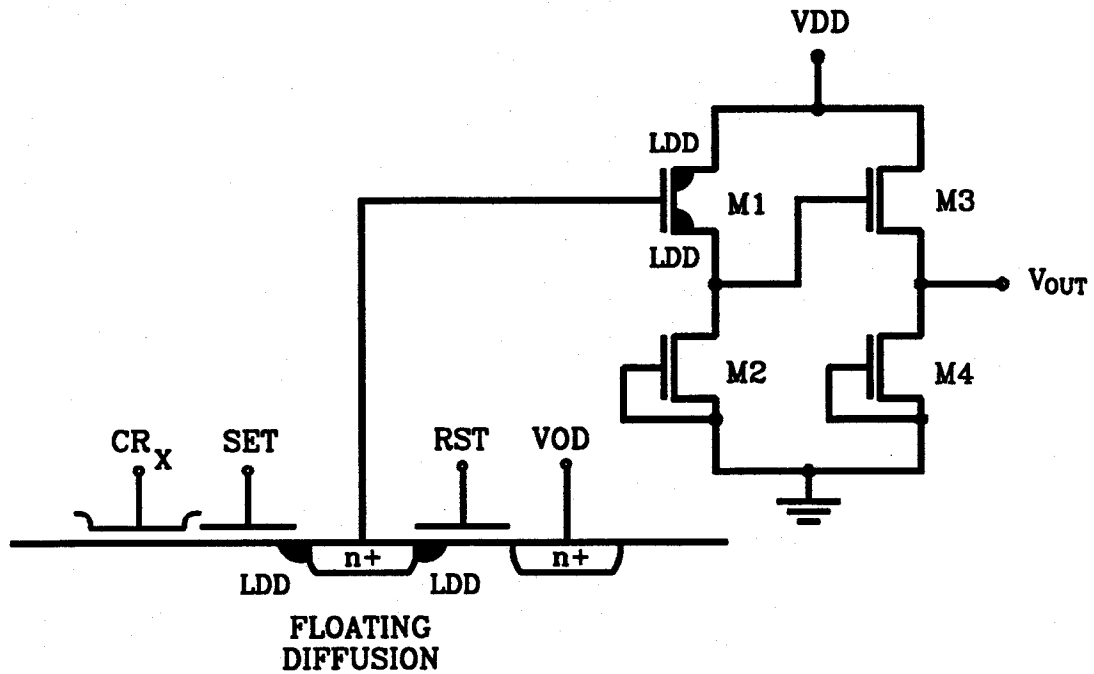 VDD
LDD
M1
M3
LDD
VOUT
M2
M4
CRX
SET
RST
VOD
n+
n+
LDD
LDD
FLOATING
DIFFUSION